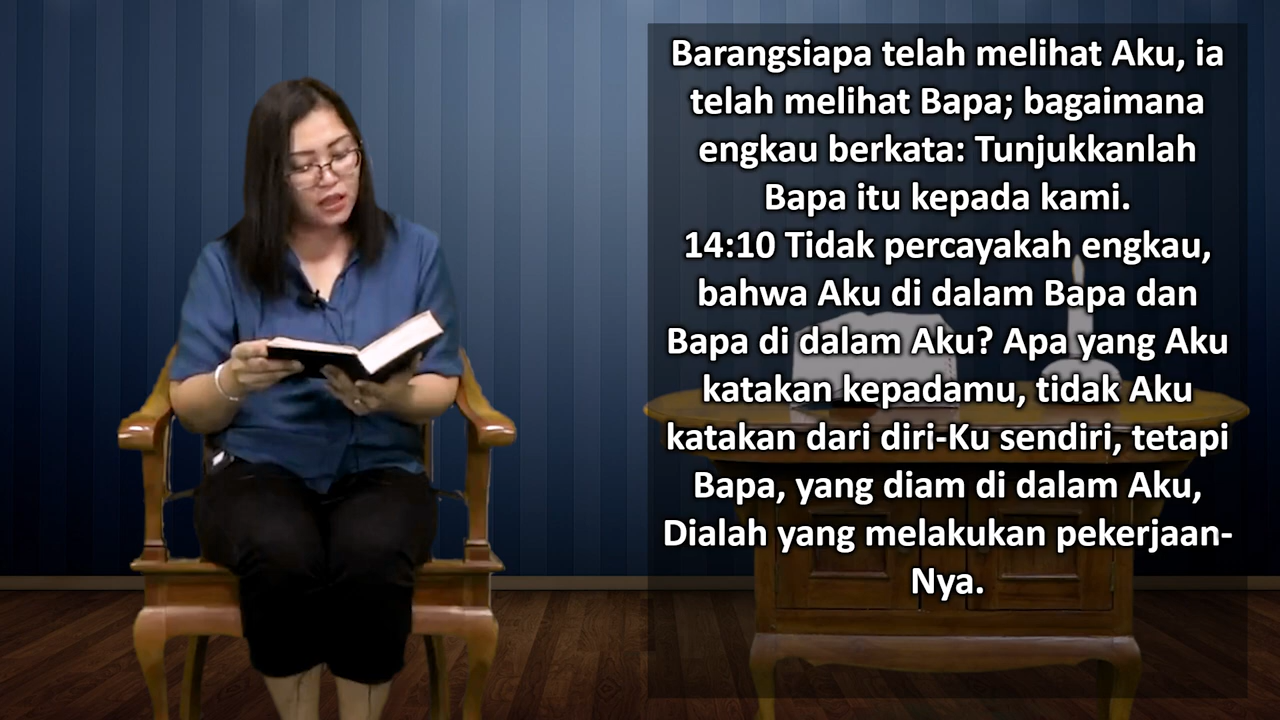 Barangsiapa telah melihat Aku, ia
telah melihat Bapa; bagaimana
engkau berkata: Tunjukkanlah
Bapa itu kepada kami.
14:10 Tidak percayakah engkau,
bahwa Aku di dalam Bapa dan
Bapa di dalam Aku? Apa yang Aku
katakan kepadamu, tidak Aku
katakan dari diri-Ku sendiri, tetapi
Bapa, yang diam di dalam Aku,
Dialah yang melakukan pekerjaan-
Nya.